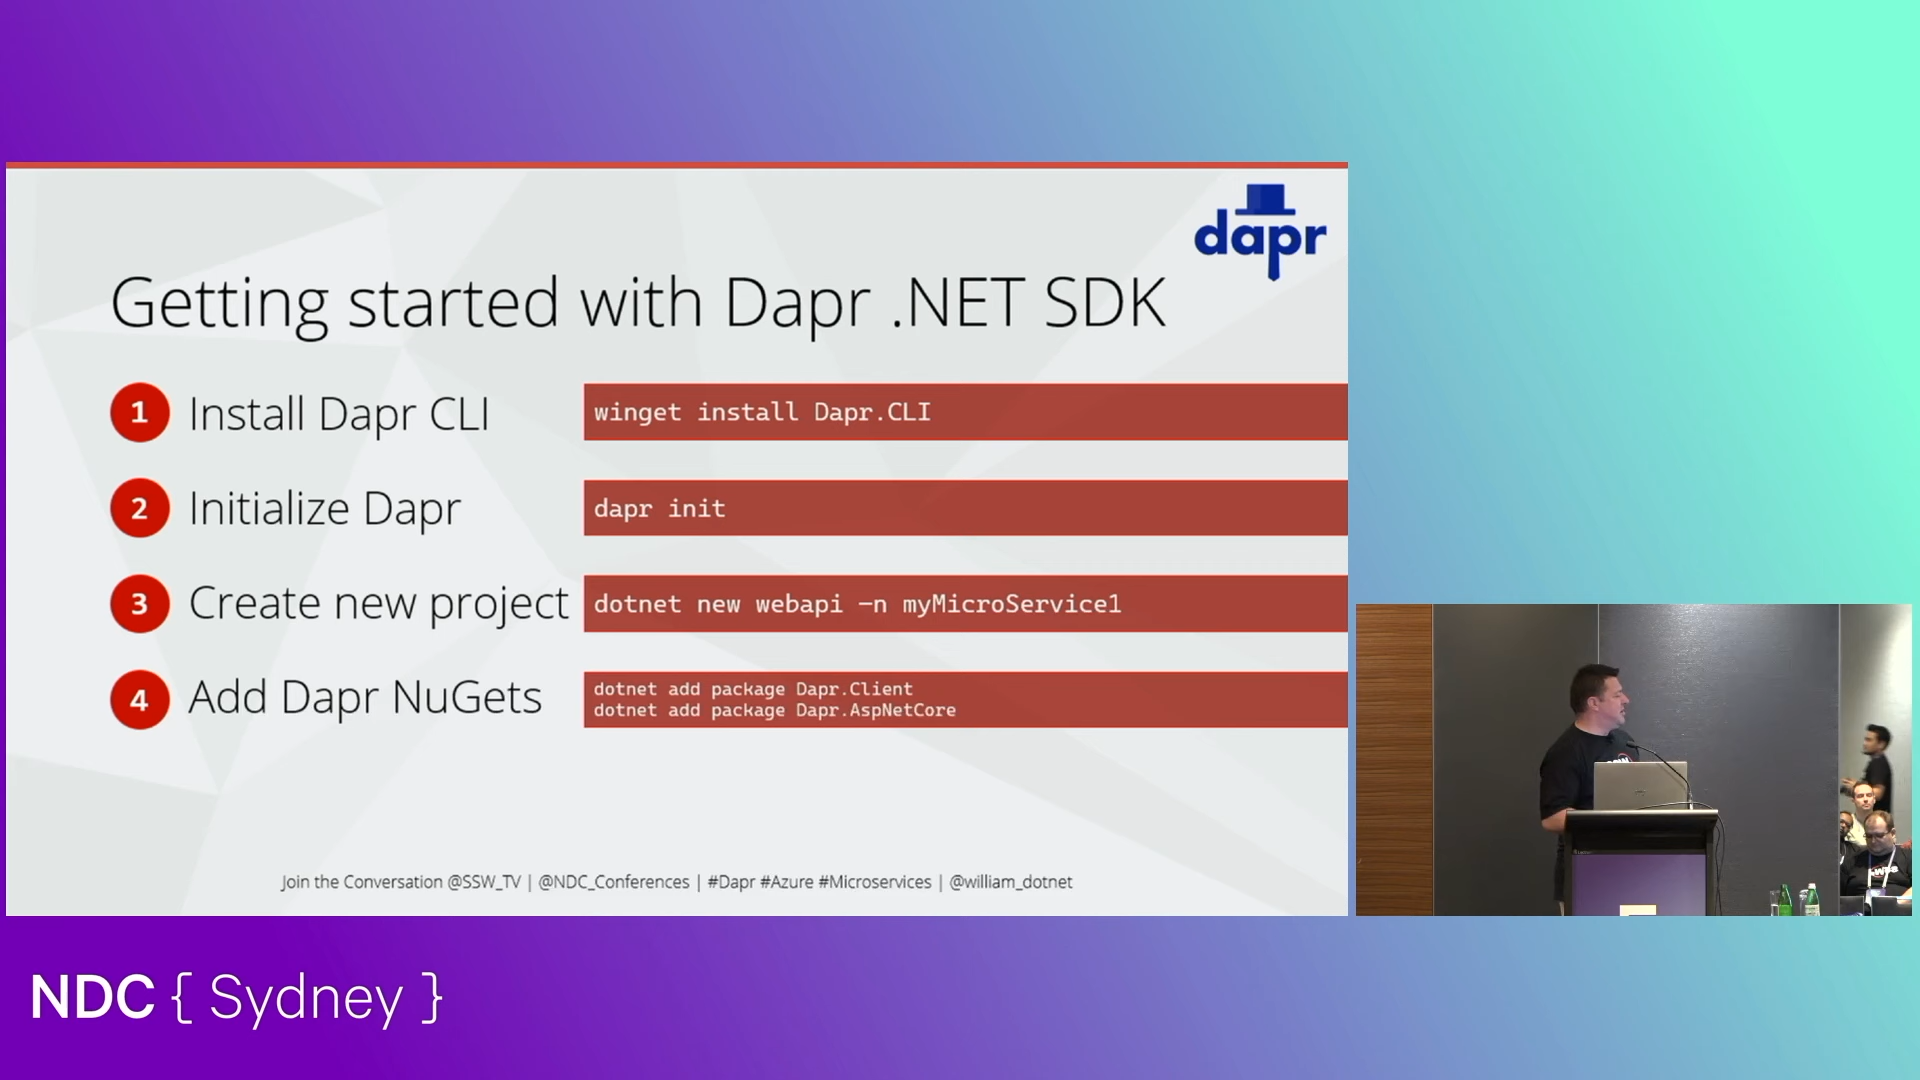 dapr
Getting started with Dapr .NET SDK
1 Install Dapr CLI
winget install Dapr.CLI
2 Initialize Dapr
dapr init
3 Create new project
dotnet new webapi -n myMicroService1
4 Add Dapr NuGets
dotnet add package Dapr.Client
dotnet add package Dapr.AspNetCore
Join the Conversation @SSW_TV | @NDC_Conferences | #Dapr #Azure #Microservices | @william_dotnet
NDC { Sydney }